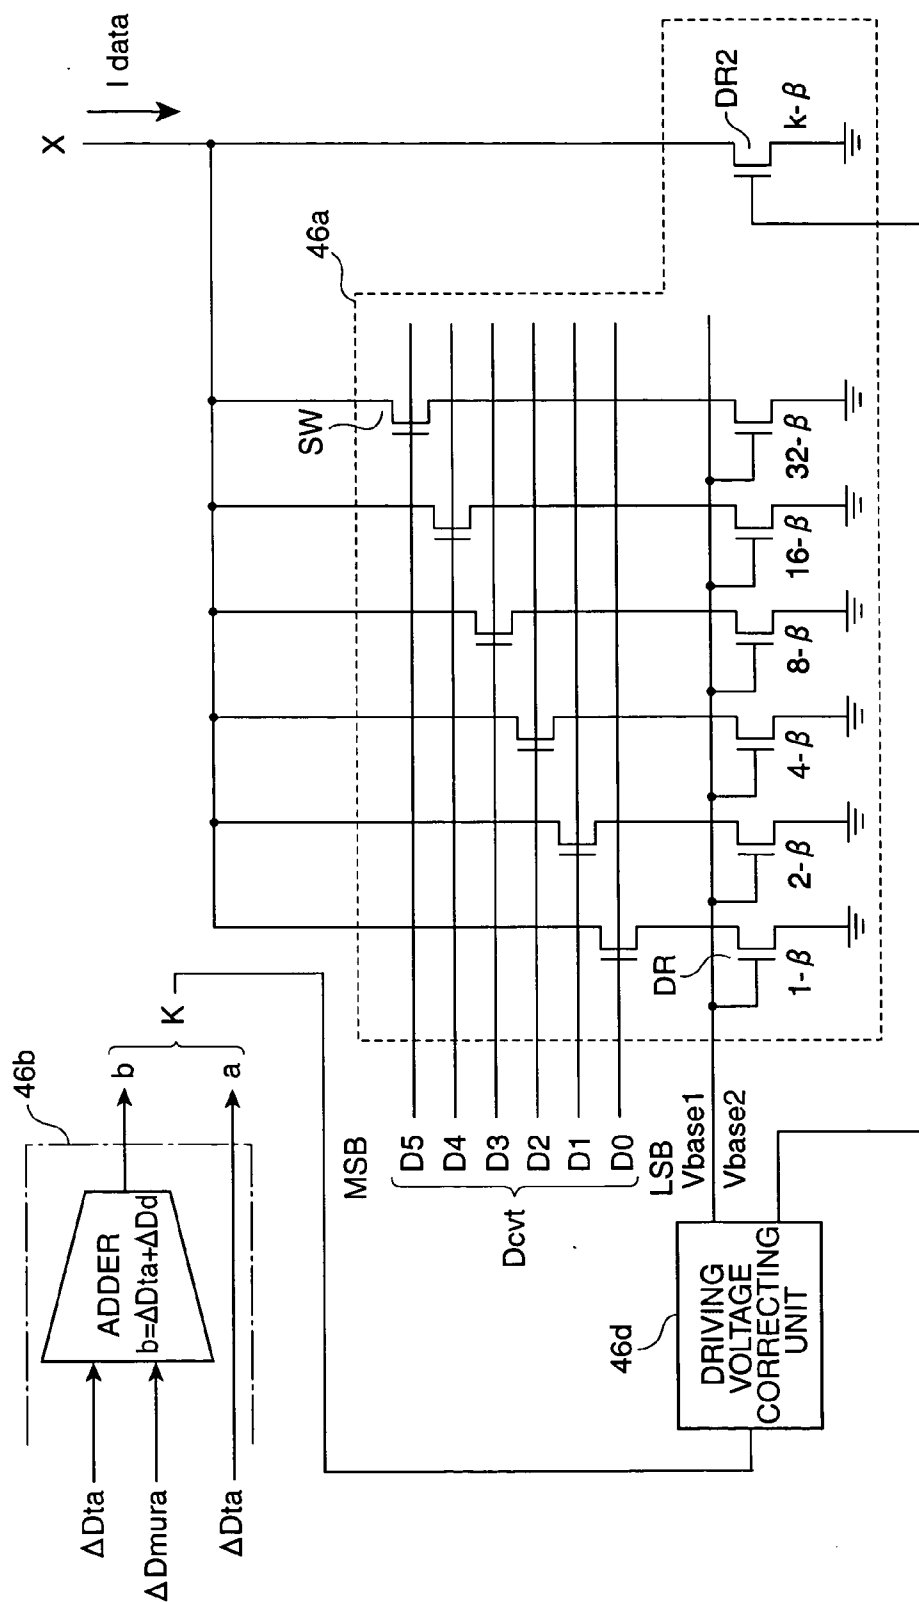 46b
ΔDta
ΔDmura
ΔDta
ADDER
b=ΔDta+ΔDd
b
a
K
X
I data
46a
MSB
D5
D4
D3
D2
D1
D0
LSB
Dcvt
SW
46d
DRIVING
VOLTAGE
CORRECTING
UNIT
Vbase1
Vbase2
DR
DR2
1-β
2-β
4-β
8-β
16-β
32-β
k-β